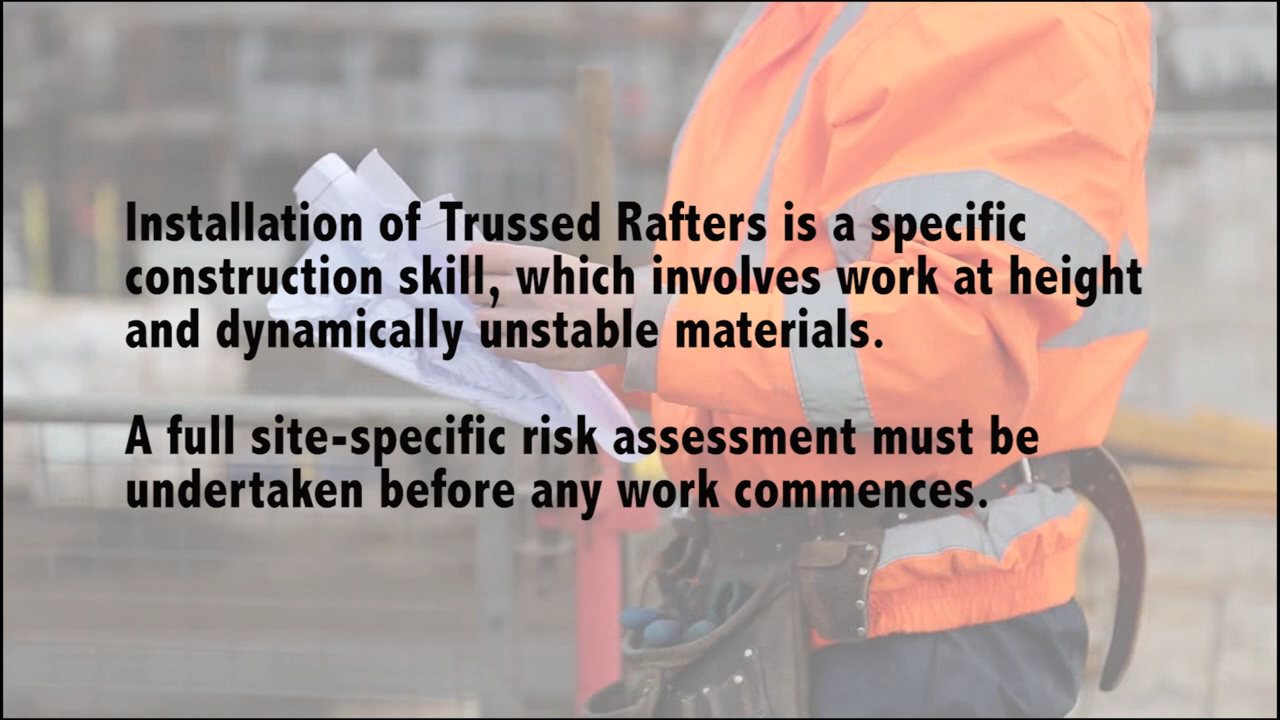 Installation of Trussed Rafters is a specific
construction skill, which involves work at height
and dynamically unstable materials.
A full site-specific risk assessment must be
undertaken before any work commences.